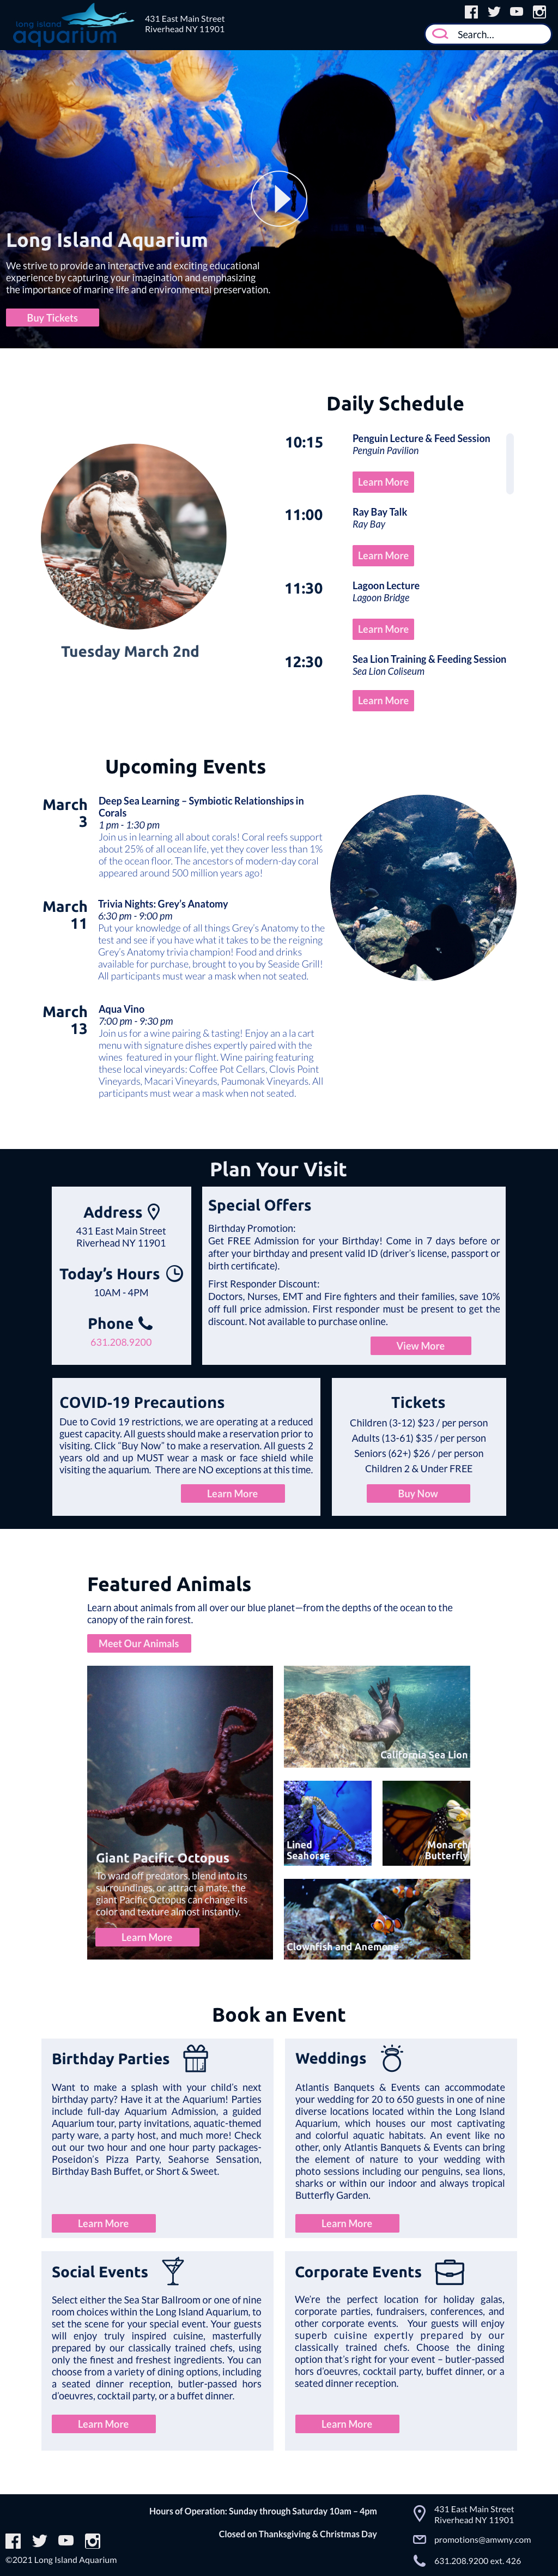 long island
aquarium
431 East Main Street
Riverhead NY 11901
Search...
Long Island Aquarium
We strive to provide an interactive and exciting educational
experience by capturing your imagination and emphasizing
the importance of marine life and environmental preservation.
Buy Tickets
Daily Schedule
10:15
Penguin Lecture & Feed Session
Penguin Pavilion
Learn More
11:00
Ray Bay Talk
Ray Bay
Learn More
11:30
Lagoon Lecture
Lagoon Bridge
Learn More
12:30
Sea Lion Training & Feeding Session
Sea Lion Coliseum
Learn More
Tuesday March 2nd
Upcoming Events
March
3
Deep Sea Learning – Symbiotic Relationships in
Corals
1 pm - 1:30 pm
Join us in learning all about corals! Coral reefs support
about 25% of all ocean life, yet they cover less than 1%
of the ocean floor. The ancestors of modern-day coral
appeared around 500 million years ago!
March
11
Trivia Nights: Grey's Anatomy
6:30 pm - 9:00 pm
Put your knowledge of all things Grey's Anatomy to the
test and see if you have what it takes to be the reigning
Grey's Anatomy trivia champion! Food and drinks
available for purchase, brought to you by Seaside Grill!
All participants must wear a mask when not seated.
March
13
Aqua Vino
7:00 pm - 9:30 pm
Join us for a wine pairing & tasting! Enjoy an a la cart
menu with signature dishes expertly paired with the
wines featured in your flight. Wine pairing featuring
these local vineyards: Coffee Pot Cellars, Clovis Point
Vineyards, Macari Vineyards, Paumonak Vineyards. All
participants must wear a mask when not seated.
Plan Your Visit
Address
431 East Main Street
Riverhead NY 11901
Today's Hours
10AM - 4PM
Phone
631.208.9200
Special Offers
Birthday Promotion:
Get FREE Admission for your Birthday! Come in 7 days before or
after your birthday and present valid ID (driver's license, passport or
birth certificate).
First Responder Discount:
Doctors, Nurses, EMT and Fire fighters and their families, save 10%
off full price admission. First responder must be present to get the
discount. Not available to purchase online.
View More
COVID-19 Precautions
Due to Covid 19 restrictions, we are operating at a reduced
guest capacity. All guests should make a reservation prior to
visiting. Click "Buy Now" to make a reservation. All guests 2
years old and up MUST wear a mask or face shield while
visiting the aquarium. There are NO exceptions at this time.
Learn More
Tickets
Children (3-12) $23 / per person
Adults (13-61) $35 / per person
Seniors (62+) $26 / per person
Children 2 & Under FREE
Buy Now
Featured Animals
Learn about animals from all over our blue planet—from the depths of the ocean to the
canopy of the rain forest.
Meet Our Animals
Giant Pacific Octopus
To ward off predators, blend into its
surroundings, or attract a mate, the
giant Pacific Octopus can change its
color and texture almost instantly.
Learn More
California Sea Lion
Lined
Seahorse
Monarch
Butterfly
Clownfish and Anemone
Book an Event
Birthday Parties
Want to make a splash with your child's next
birthday party? Have it at the Aquarium! Parties
include full-day Aquarium Admission, a guided
Aquarium tour, party invitations, aquatic-themed
party ware, a party host, and much more! Check
out our two hour and one hour party packages-
Poseidon's Pizza Party, Seahorse Sensation,
Birthday Bash Buffet, or Short & Sweet.
Learn More
Weddings
Atlantis Banquets & Events can accommodate
your wedding for 20 to 650 guests in one of nine
diverse locations located within the Long Island
Aquarium, which houses our most captivating
and colorful aquatic habitats. An event like no
other, only Atlantis Banquets & Events can bring
the element of nature to your wedding with
photo sessions including our penguins, sea lions,
sharks or within our indoor and always tropical
Butterfly Garden.
Learn More
Social Events
Select either the Sea Star Ballroom or one of nine
room choices within the Long Island Aquarium, to
set the scene for your special event. Your guests
will enjoy truly inspired cuisine, masterfully
prepared by our classically trained chefs, using
only the finest and freshest ingredients. You can
choose from a variety of dining options, including
a seated dinner reception, butler-passed hors
d'oeuvres, cocktail party, or a buffet dinner.
Learn More
Corporate Events
We're the perfect location for holiday galas,
corporate parties, fundraisers, conferences, and
other corporate events. Your guests will enjoy
superb cuisine expertly prepared by our
classically trained chefs. Choose the dining
option that's right for your event – butler-passed
hors d'oeuvres, cocktail party, buffet dinner, or a
seated dinner reception.
Learn More
Hours of Operation: Sunday through Saturday 10am – 4pm
Closed on Thanksgiving & Christmas Day
431 East Main Street
Riverhead NY 11901
promotions@amwny.com
631.208.9200 ext. 426
©2021 Long Island Aquarium